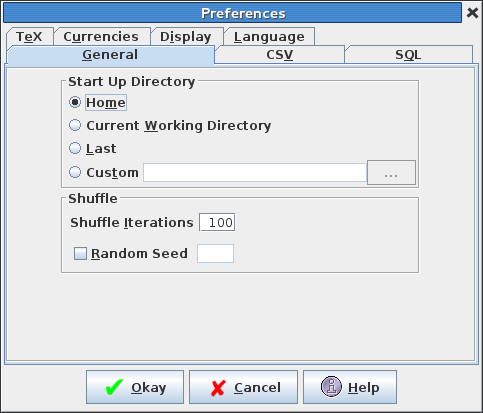 Preferences
TeX Currencies Display Language
General CSV SQL
Start Up Directory
Home
Current Working Directory
Last
Custom ...
Shuffle
Shuffle Iterations 100
Random Seed
Okay Cancel Help